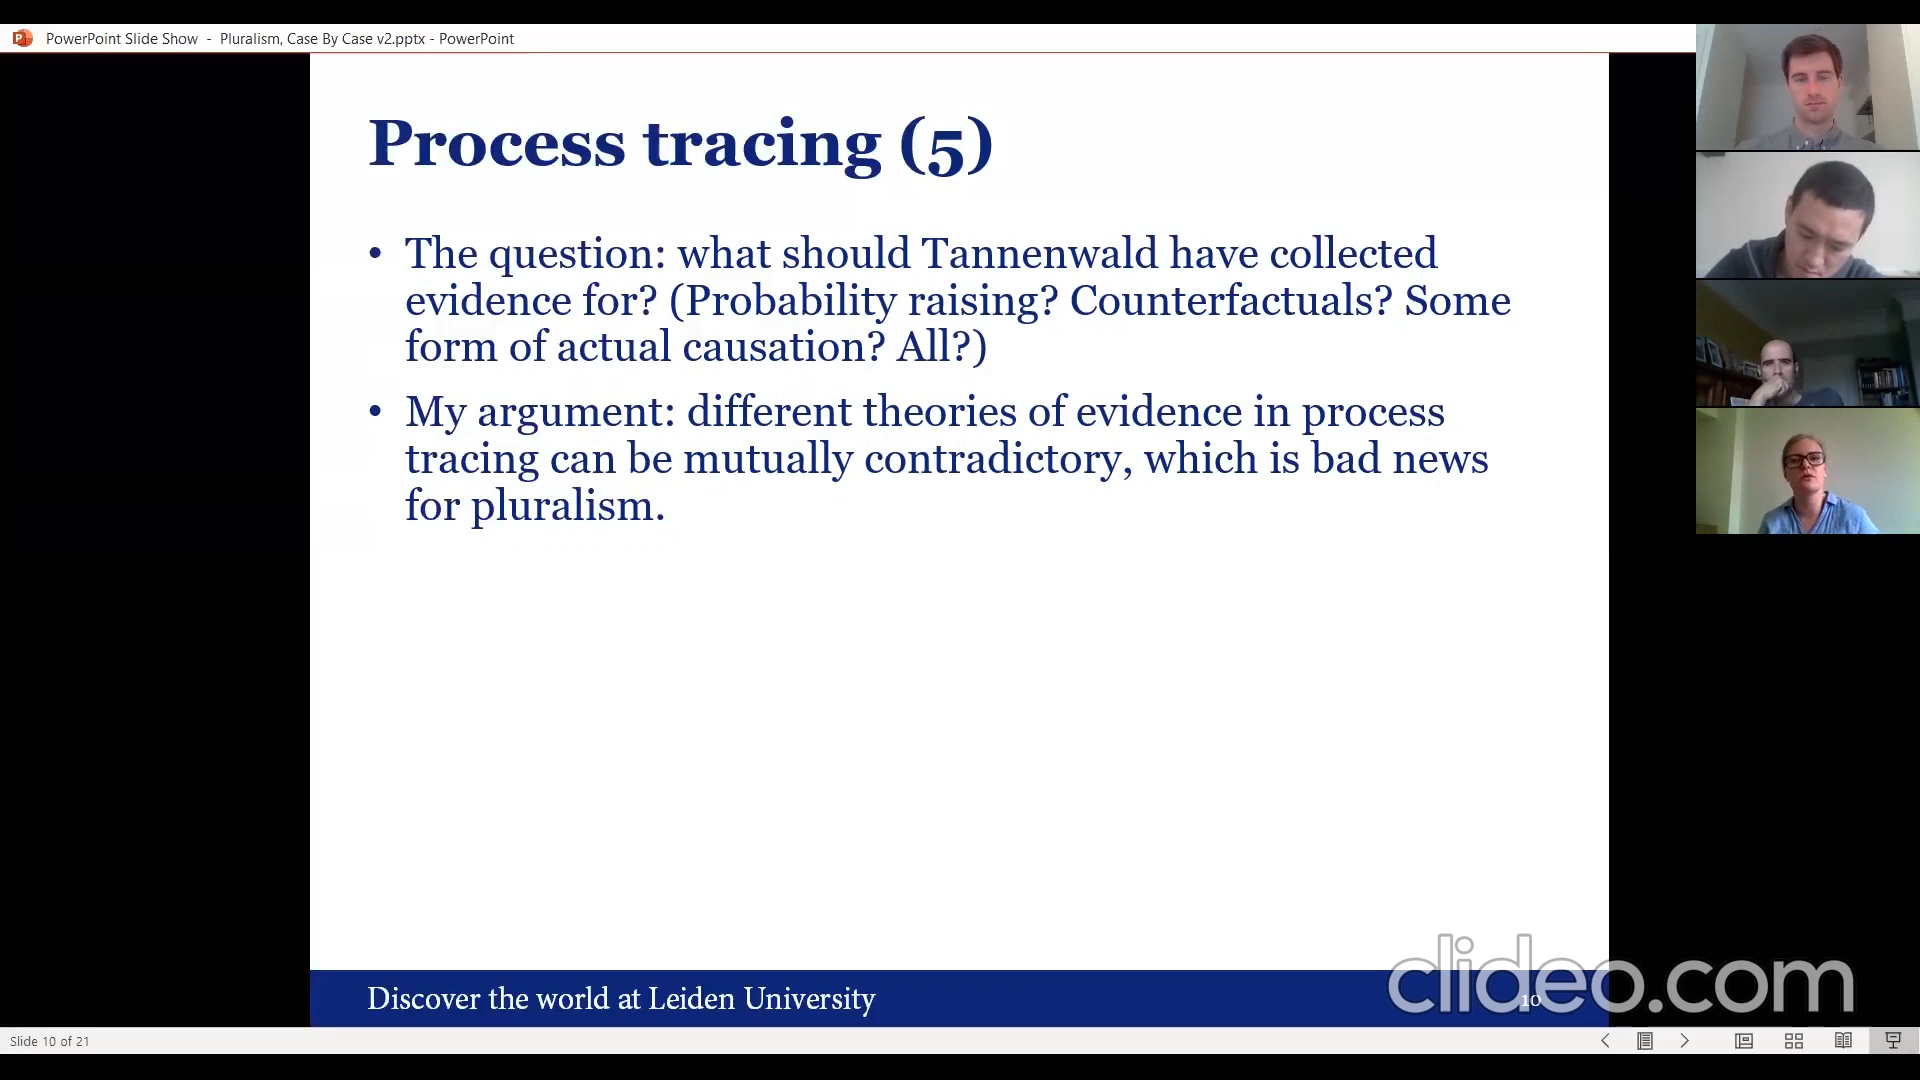 PowerPoint Slide Show - Pluralism, Case By Case v2.pptx - PowerPoint
Process tracing (5)
• The question: what should Tannenwald have collected
evidence for? (Probability raising? Counterfactuals? Some
form of actual causation? All?)
• My argument: different theories of evidence in process
tracing can be mutually contradictory, which is bad news
for pluralism.
Discover the world at Leiden University
10
clideo.com
Slide 10 of 21